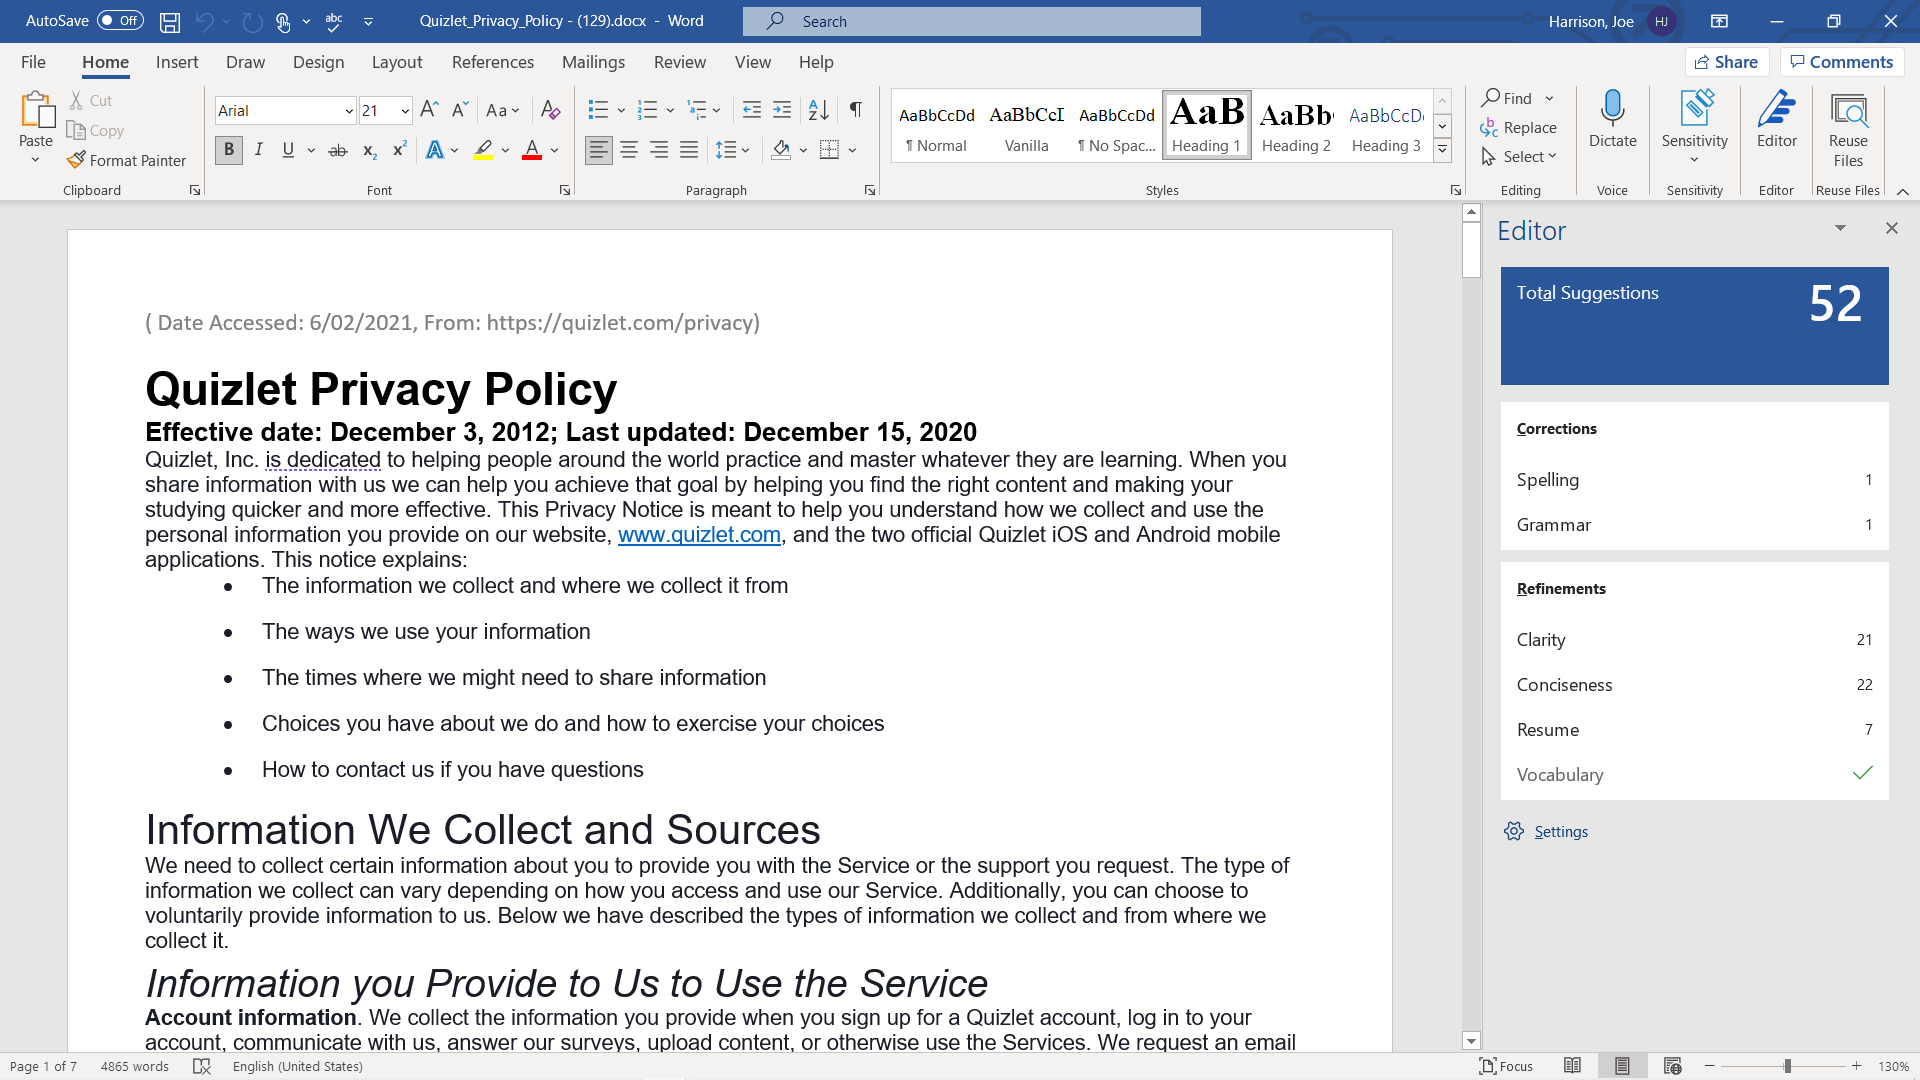 AutoSave Off Quizlet_Privacy_Policy - (129).docx - Word Search Harrison, Joe HJ
File Home Insert Draw Design Layout References Mailings Review View Help Share Comments
Paste Cut Copy Format Painter Clipboard
Arial 21 Aa B I U ab x₂ x² A A Font
Paragraph
AaBbCcDd AaBbCcI AaBbCcDd AaB AaBb( AaBbCcD(
¶ Normal Vanilla ¶ No Spac... Heading 1 Heading 2 Heading 3
Styles
Find Replace Select Editing
Dictate Voice
Sensitivity Sensitivity
Editor Editor
Reuse Files Reuse Files
( Date Accessed: 6/02/2021, From: https://quizlet.com/privacy)
Quizlet Privacy Policy
Effective date: December 3, 2012; Last updated: December 15, 2020
Quizlet, Inc. is dedicated to helping people around the world practice and master whatever they are learning. When you
share information with us we can help you achieve that goal by helping you find the right content and making your
studying quicker and more effective. This Privacy Notice is meant to help you understand how we collect and use the
personal information you provide on our website, www.quizlet.com, and the two official Quizlet iOS and Android mobile
applications. This notice explains:
• The information we collect and where we collect it from
• The ways we use your information
• The times where we might need to share information
• Choices you have about we do and how to exercise your choices
• How to contact us if you have questions
Information We Collect and Sources
We need to collect certain information about you to provide you with the Service or the support you request. The type of
information we collect can vary depending on how you access and use our Service. Additionally, you can choose to
voluntarily provide information to us. Below we have described the types of information we collect and from where we
collect it.
Information you Provide to Us to Use the Service
Account information. We collect the information you provide when you sign up for a Quizlet account, log in to your
account, communicate with us, answer our surveys, upload content, or otherwise use the Services. We request an email
Editor
Total Suggestions 52
Corrections
Spelling 1
Grammar 1
Refinements
Clarity 21
Conciseness 22
Resume 7
Vocabulary
Settings
Page 1 of 7 4865 words English (United States) Focus 130%